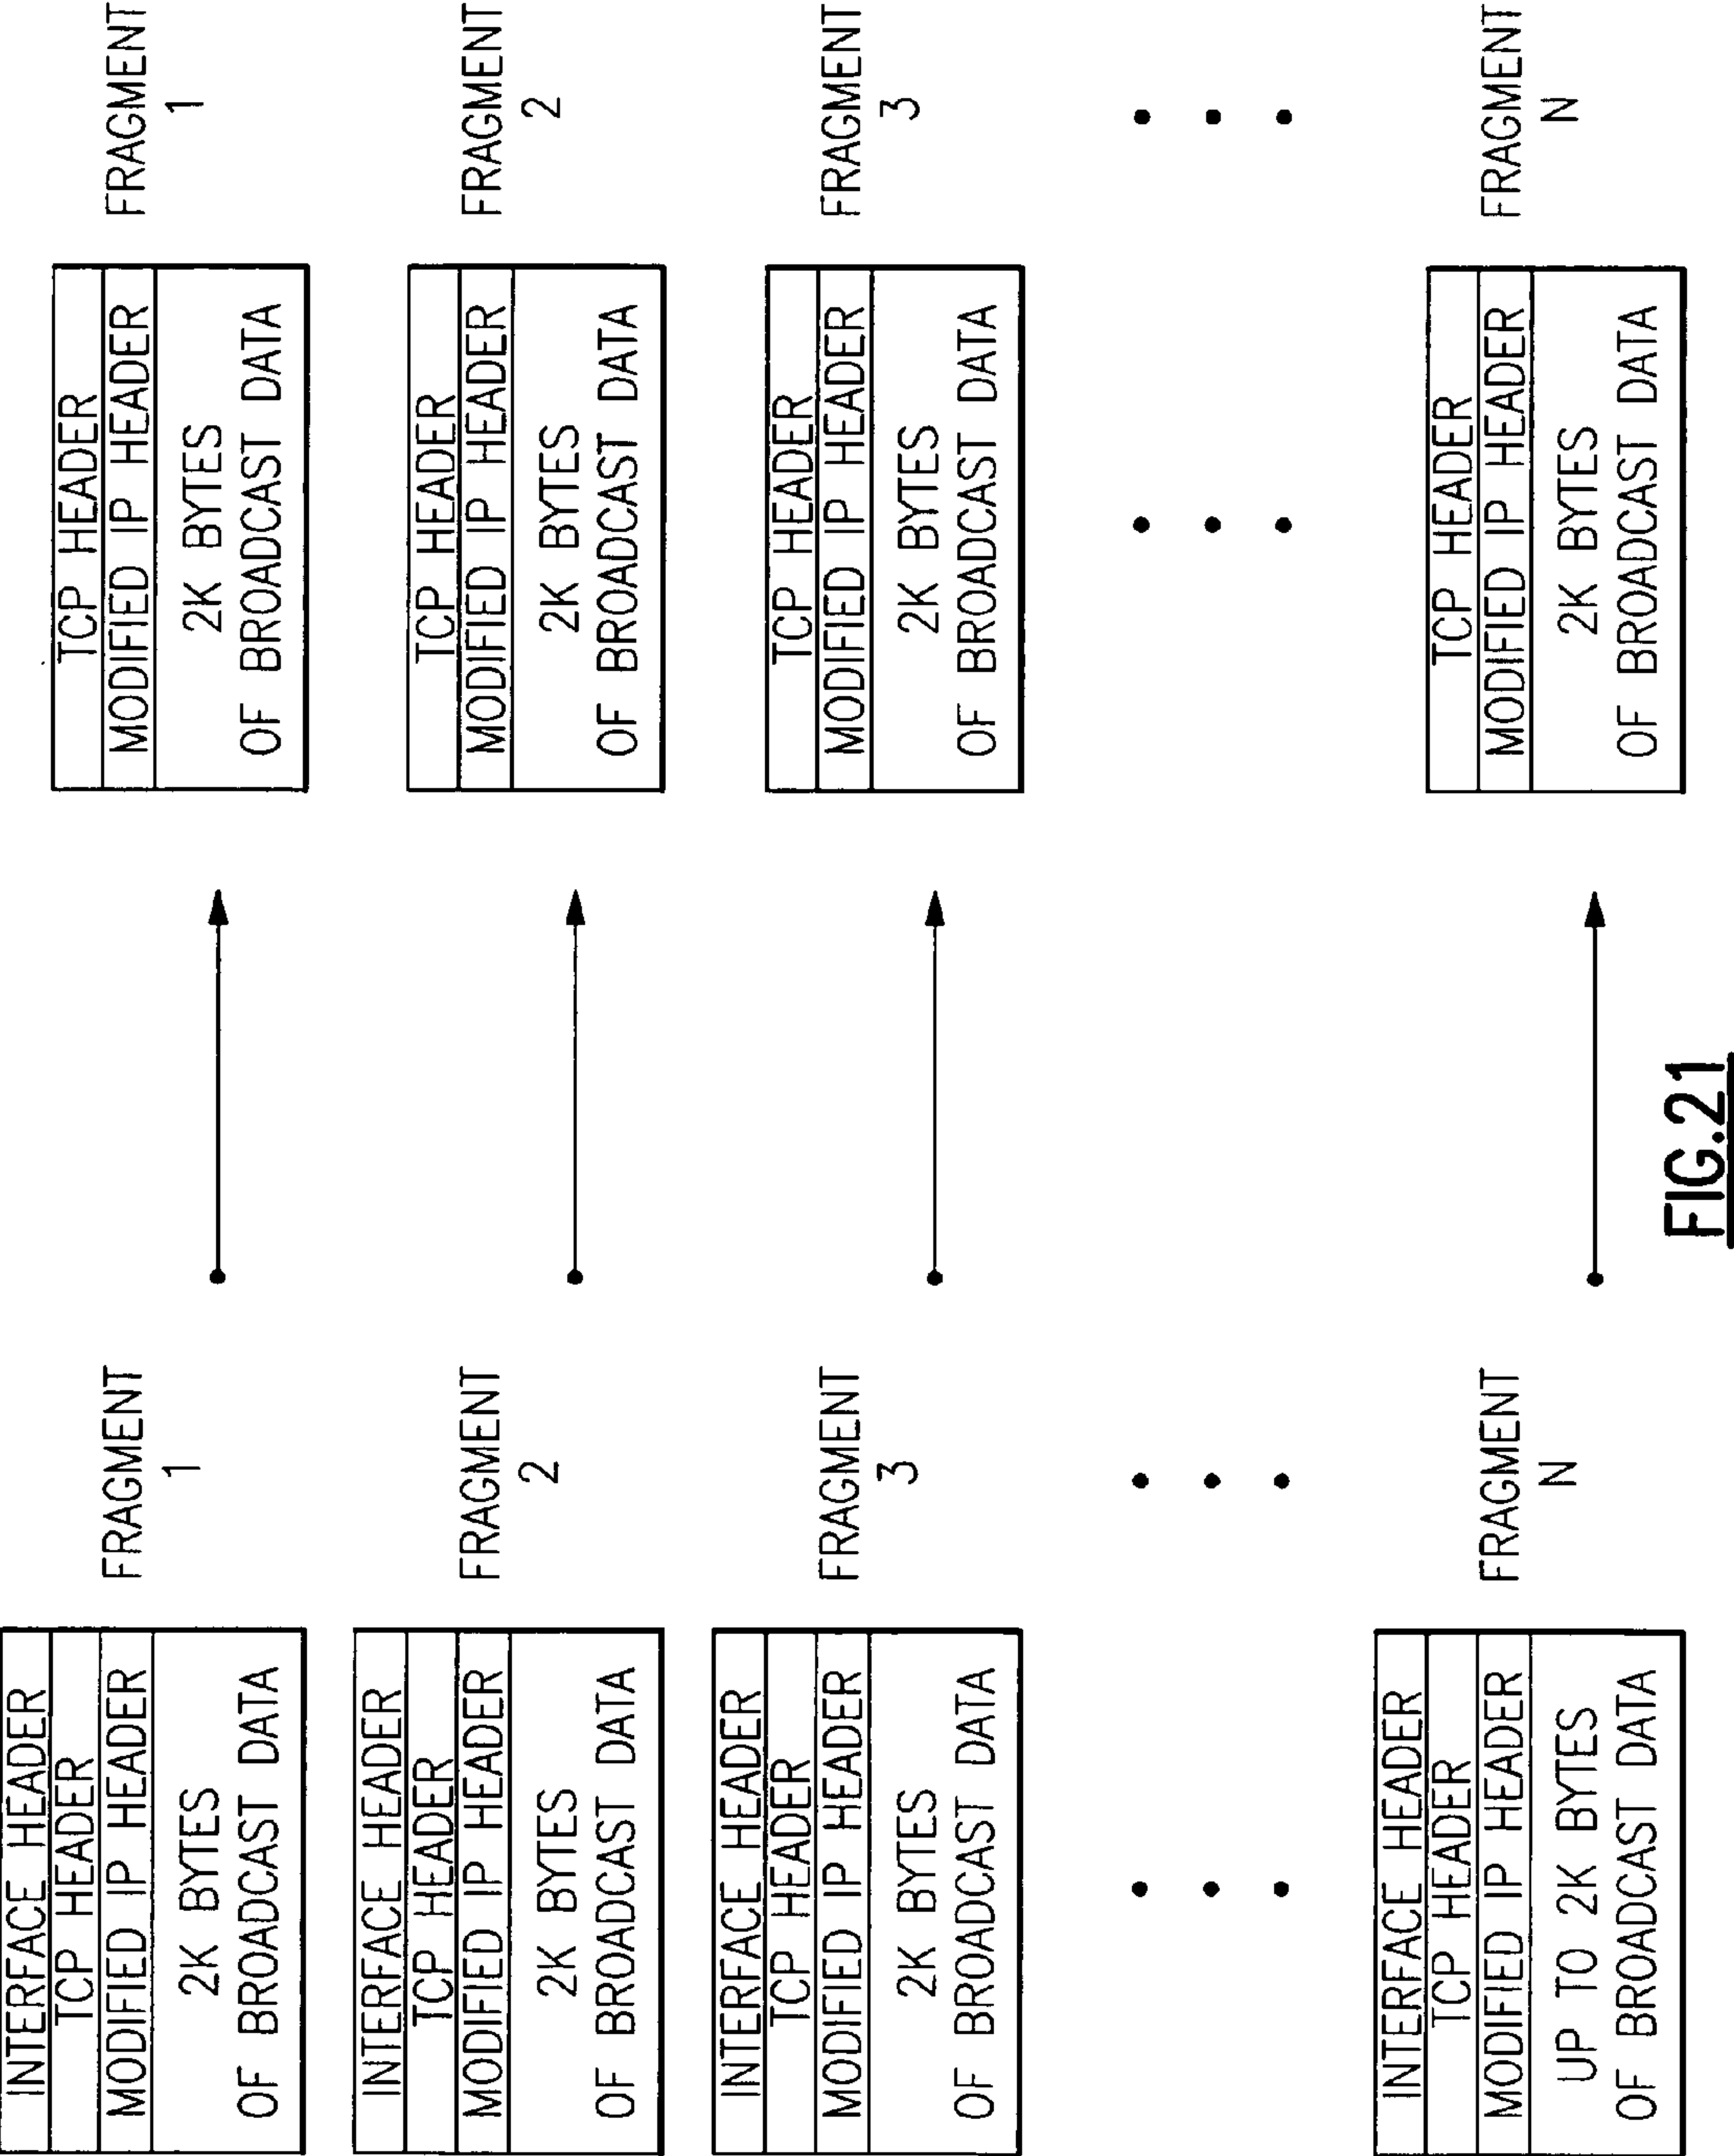 INTERFACE HEADER
TCP HEADER
MODIFIED IP HEADER
2K BYTES
OF BROADCAST DATA
FRAGMENT
1
TCP HEADER
MODIFIED IP HEADER
2K BYTES
OF BROADCAST DATA
FRAGMENT
1
INTERFACE HEADER
TCP HEADER
MODIFIED IP HEADER
2K BYTES
OF BROADCAST DATA
FRAGMENT
2
TCP HEADER
MODIFIED IP HEADER
2K BYTES
OF BROADCAST DATA
FRAGMENT
2
INTERFACE HEADER
TCP HEADER
MODIFIED IP HEADER
2K BYTES
OF BROADCAST DATA
FRAGMENT
3
TCP HEADER
MODIFIED IP HEADER
2K BYTES
OF BROADCAST DATA
FRAGMENT
3
INTERFACE HEADER
TCP HEADER
MODIFIED IP HEADER
UP TO 2K BYTES
OF BROADCAST DATA
FRAGMENT
N
TCP HEADER
MODIFIED IP HEADER
2K BYTES
OF BROADCAST DATA
FRAGMENT
N
FIG.21